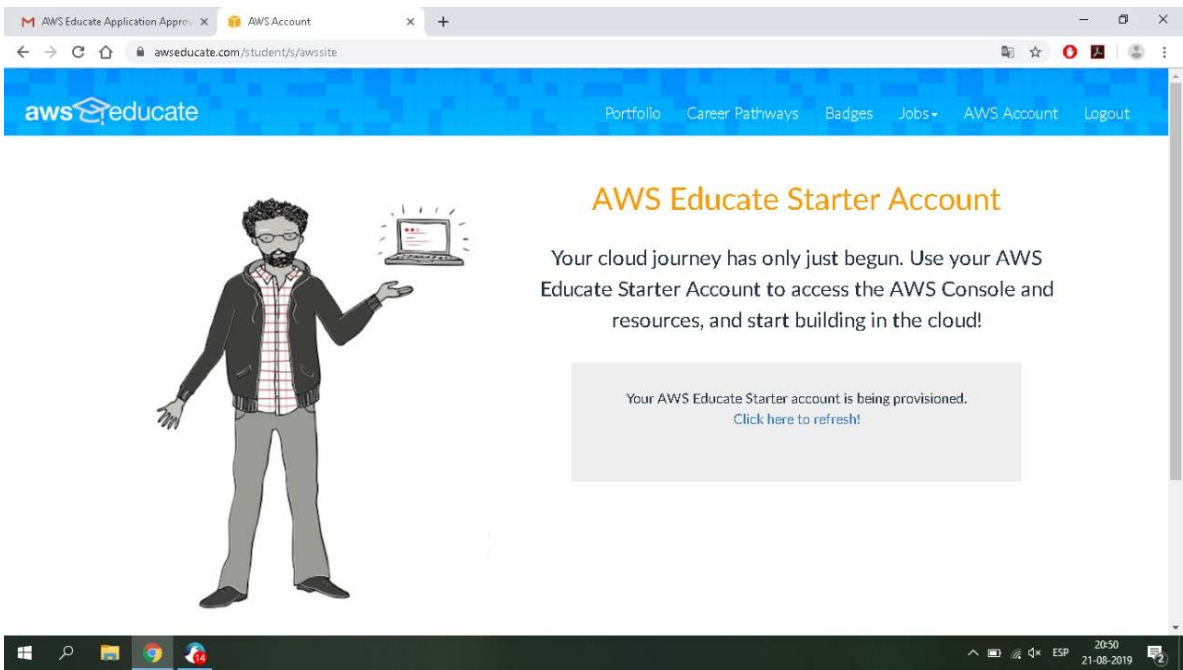 AWS Educate Application Approv
AWS Account
awseducate.com/student/s/awssite
aws educate
Portfolio Career Pathways Badges Jobs AWS Account Logout
AWS Educate Starter Account
Your cloud journey has only just begun. Use your AWS
Educate Starter Account to access the AWS Console and
resources, and start building in the cloud!
Your AWS Educate Starter account is being provisioned.
Click here to refresh!
14
ESP
20:50
21-08-2019
2